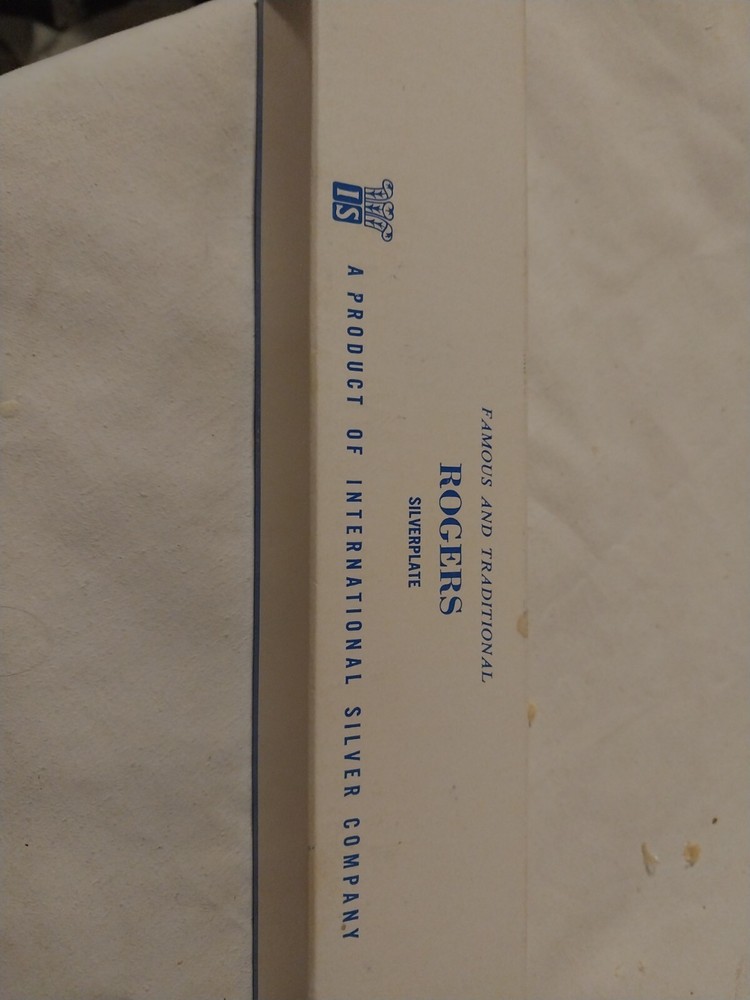 FAMOUS AND TRADITIONAL
ROGERS
SILVERPLATE
IS A PRODUCT OF INTERNATIONAL SILVER COMPANY